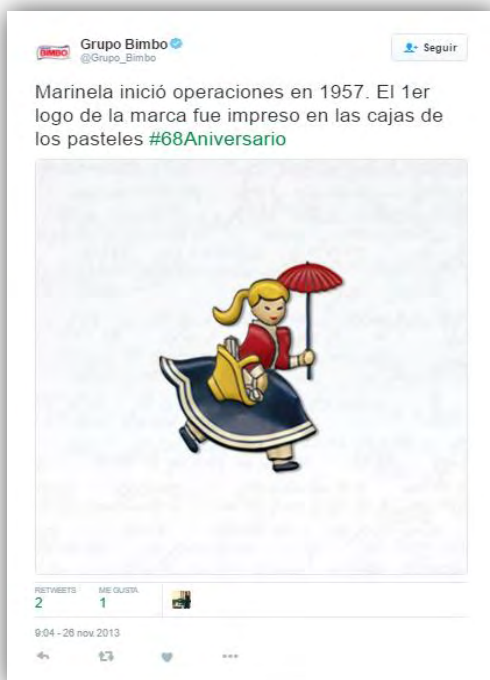 BIMBO
Grupo Bimbo
@Grupo_Bimbo
Seguir
Marinela inició operaciones en 1957. El 1er
logo de la marca fue impreso en las cajas de
los pasteles #68Aniversario
RETWEETS
2
ME GUSTA
1
9:04 - 26 nov. 2013